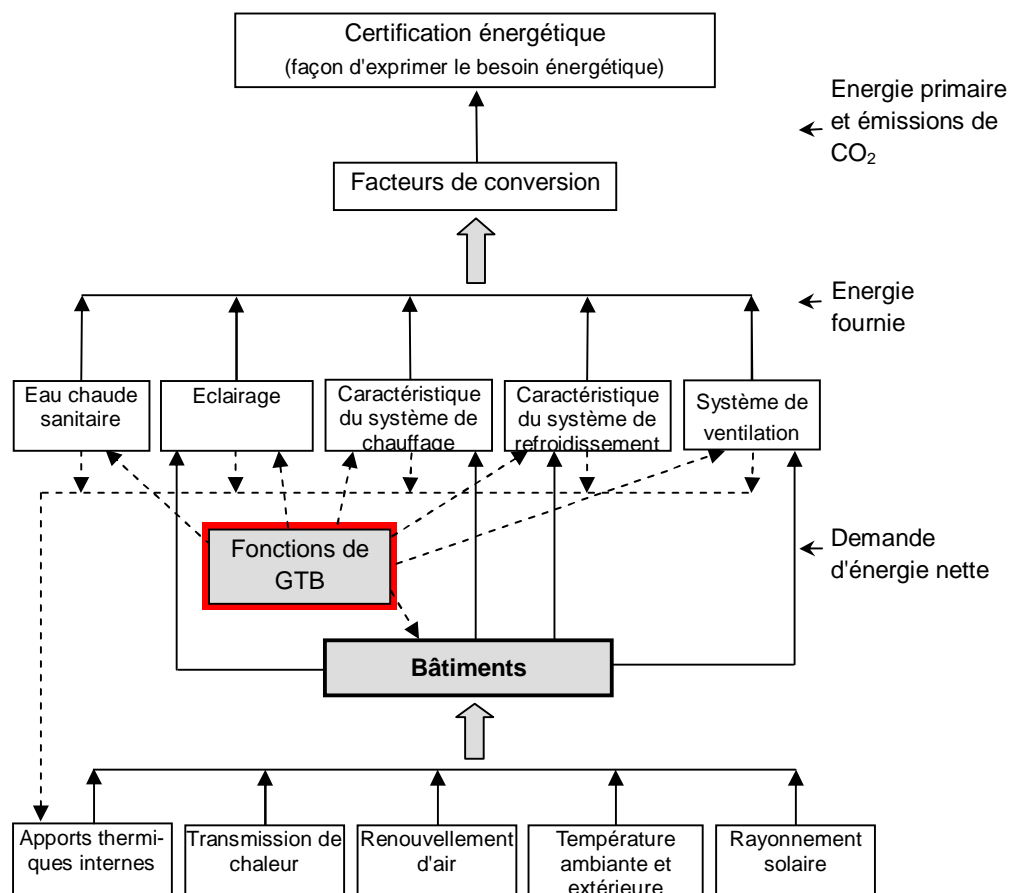 Certification énergétique
(façon d'exprimer le besoin énergétique)
Energie primaire
et émissions de
CO₂
Facteurs de conversion
Energie
fournie
Eau chaude
sanitaire
Eclairage
Caractéristique
du système de
chauffage
Caractéristique
du système de
refroidissement
Système de
ventilation
Fonctions de
GTB
Demande
d'énergie nette
Bâtiments
Apports thermi-
ques internes
Transmission de
chaleur
Renouvellement
d'air
Température
ambiante et
extérieure
Rayonnement
solaire